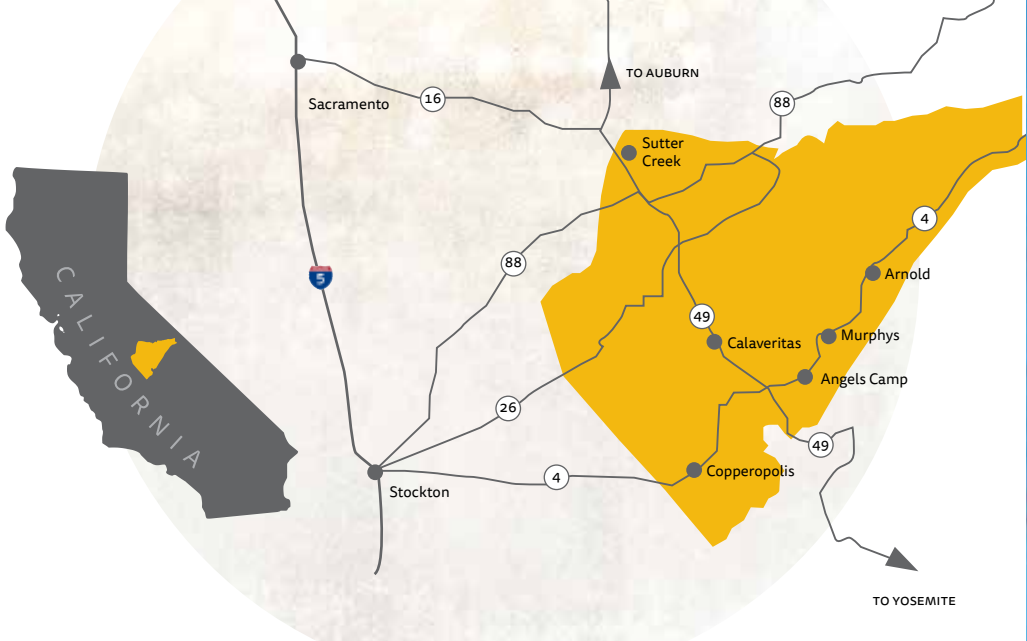 TO AUBURN
Sacramento
16
88
Sutter
Creek
4
88
5
Arnold
CALIFORNIA
49
Calaveritas
Murphys
Angels Camp
26
49
Copperopolis
4
Stockton
TO YOSEMITE